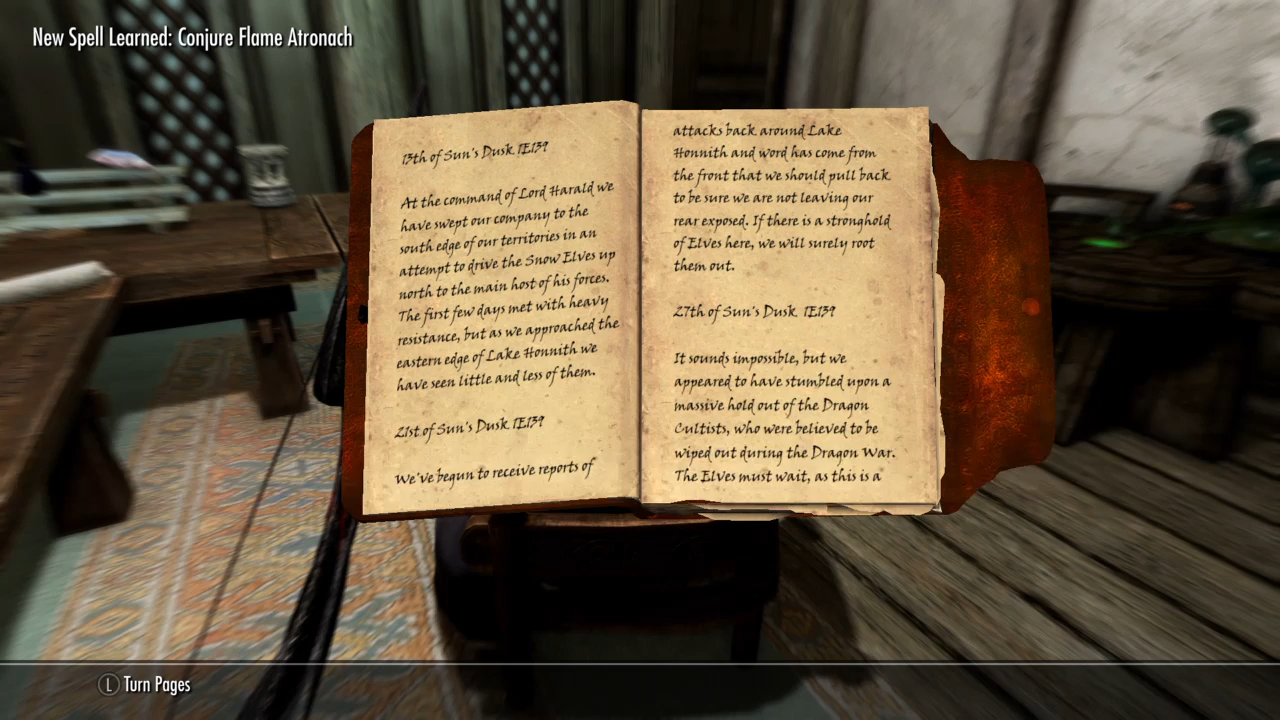 New Spell Learned: Conjure Flame Atronach
13th of Sun's Dusk 1E139
At the command of Lord Harald we
have swept our company to the
south edge of our territories in an
attempt to drive the Snow Elves up
north to the main host of his forces.
The first few days met with heavy
resistance, but as we approached the
eastern edge of Lake Honnith we
have seen little and less of them.
21st of Sun's Dusk 1E139
We've begun to receive reports of
attacks back around Lake
Honnith and word has come from
the front that we should pull back
to be sure we are not leaving our
rear exposed. If there is a stronghold
of Elves here, we will surely root
them out.
27th of Sun's Dusk 1E139
It sounds impossible, but we
appeared to have stumbled upon a
massive hold out of the Dragon
Cultists, who were believed to be
wiped out during the Dragon War.
The Elves must wait, as this is a
L Turn Pages